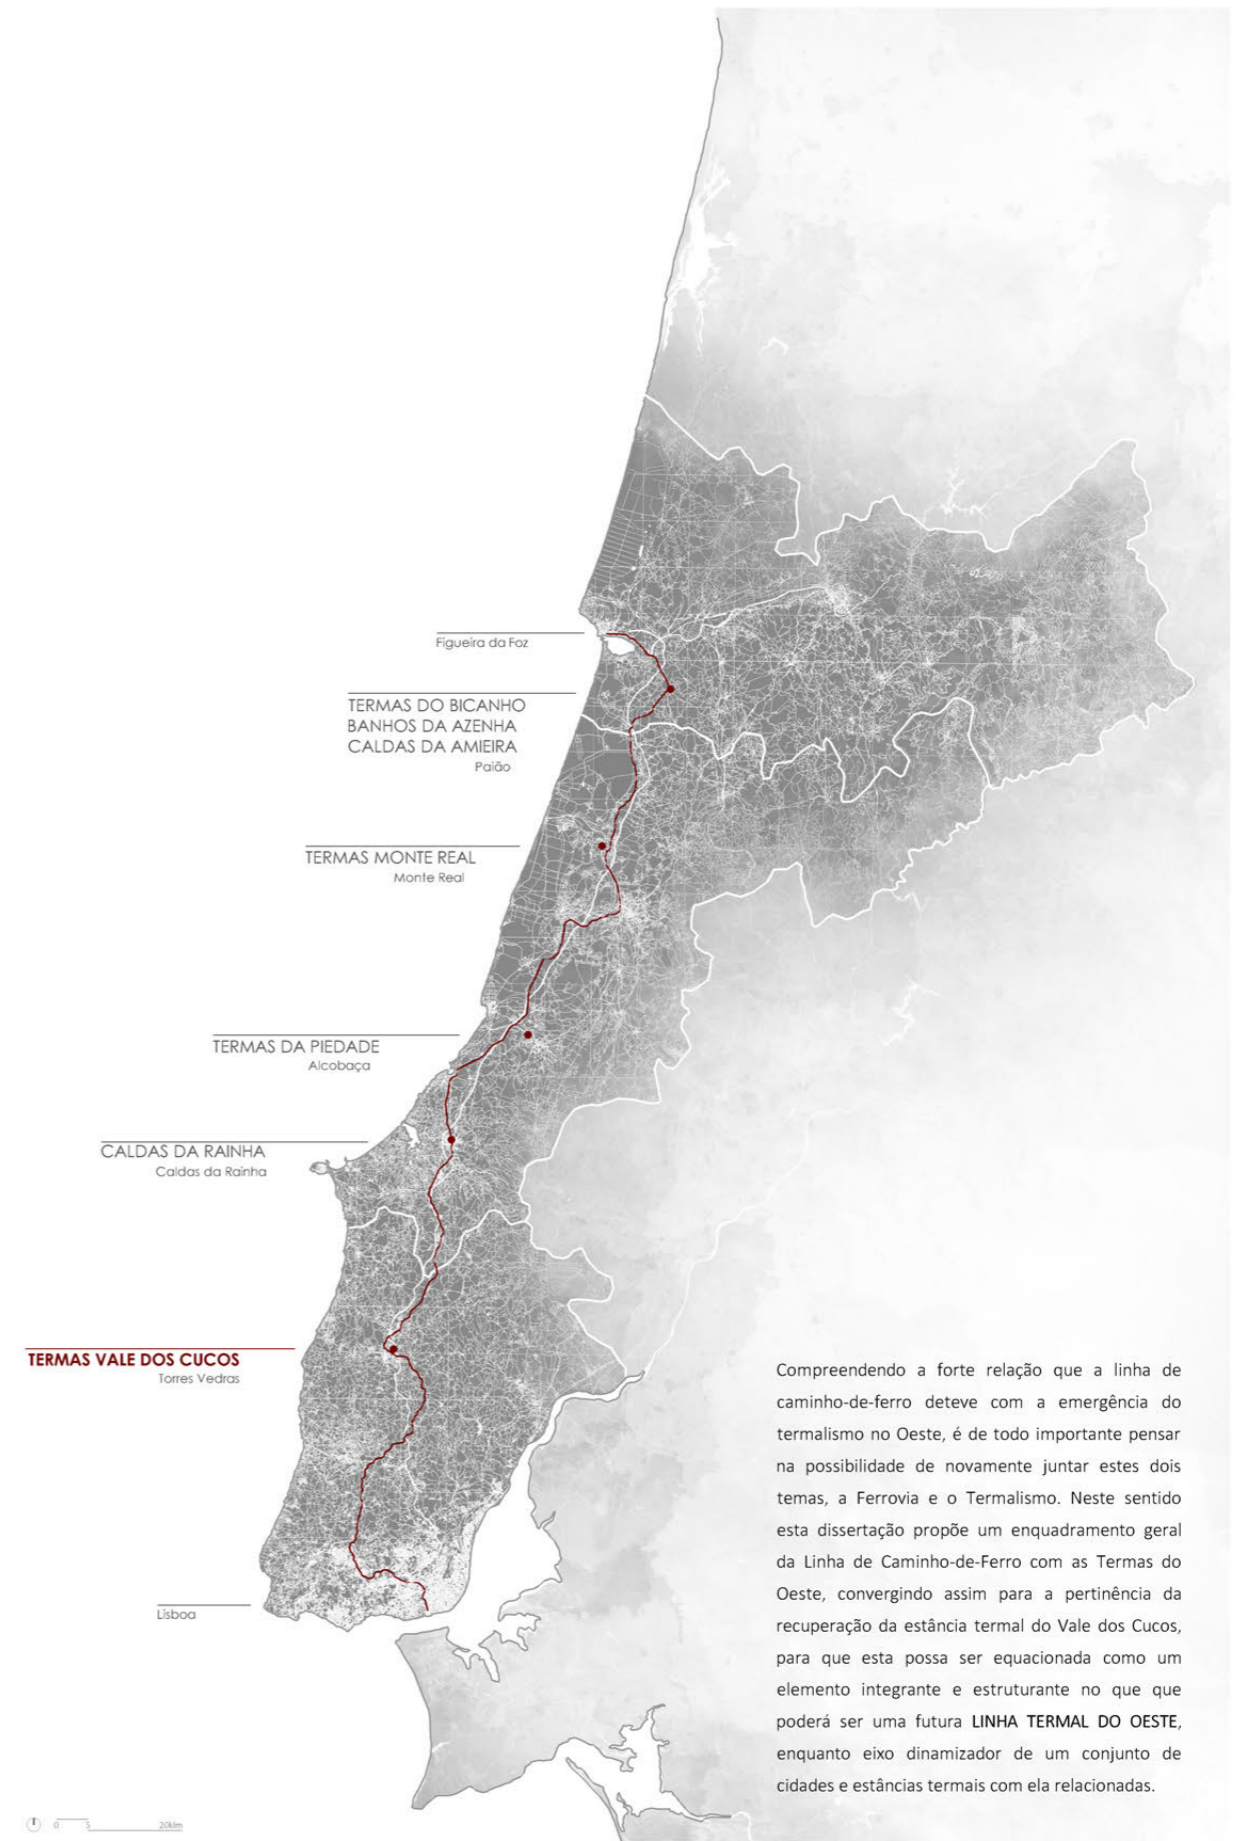 Figueira da Foz
TERMAS DO BICANHO
BANHOS DA AZENHA
CALDAS DA AMIEIRA
Paião
TERMAS MONTE REAL
Monte Real
TERMAS DA PIEDADE
Alcobaça
CALDAS DA RAINHA
Caldas da Rainha
TERMAS VALE DOS CUCOS
Torres Vedras
Lisboa
Compreendendo a forte relação que a linha de
caminho-de-ferro deteve com a emergência do
termalismo no Oeste, é de todo importante pensar
na possibilidade de novamente juntar estes dois
temas, a Ferrovia e o Termalismo. Neste sentido
esta dissertação propõe um enquadramento geral
da Linha de Caminho-de-Ferro com as Termas do
Oeste, convergindo assim para a pertinência da
recuperação da estância termal do Vale dos Cucos,
para que esta possa ser equacionada como um
elemento integrante e estruturante no que que
poderá ser uma futura LINHA TERMAL DO OESTE,
enquanto eixo dinamizador de um conjunto de
cidades e estâncias termais com ela relacionadas.
0 5 20klm